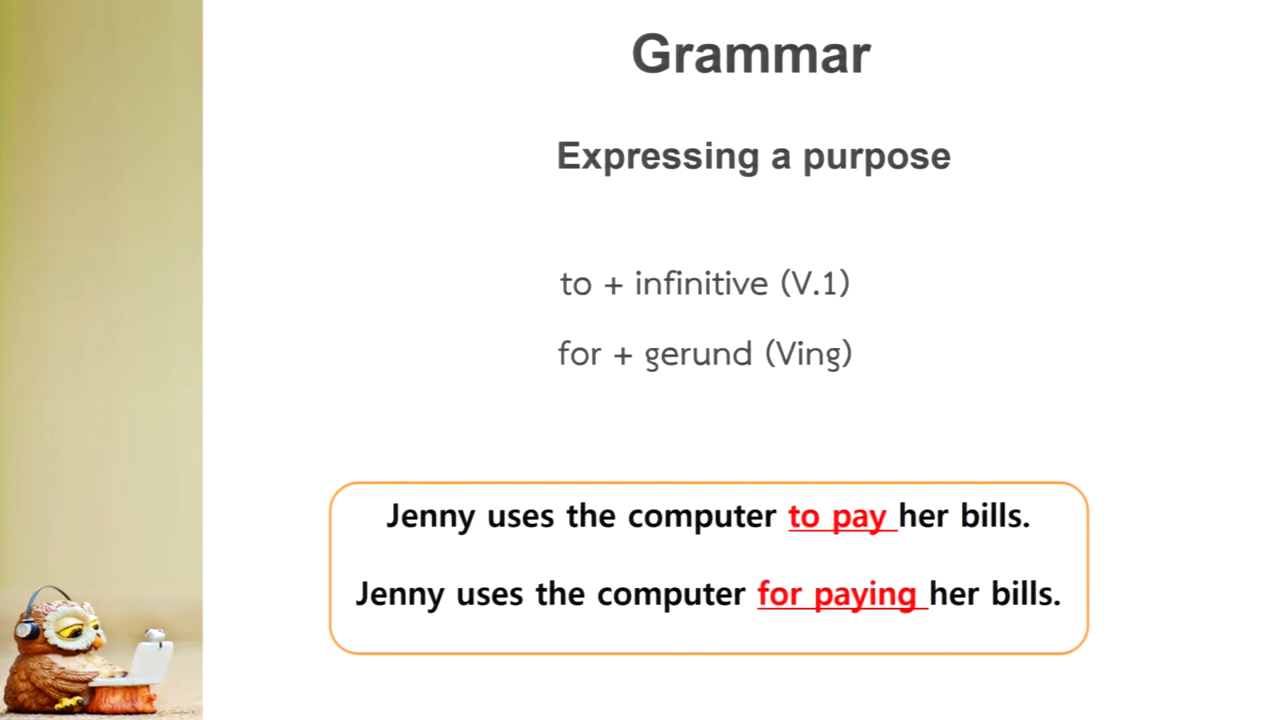 Grammar
Expressing a purpose
to + infinitive (V.1)
for + gerund (Ving)
Jenny uses the computer to pay her bills.
Jenny uses the computer for paying her bills.